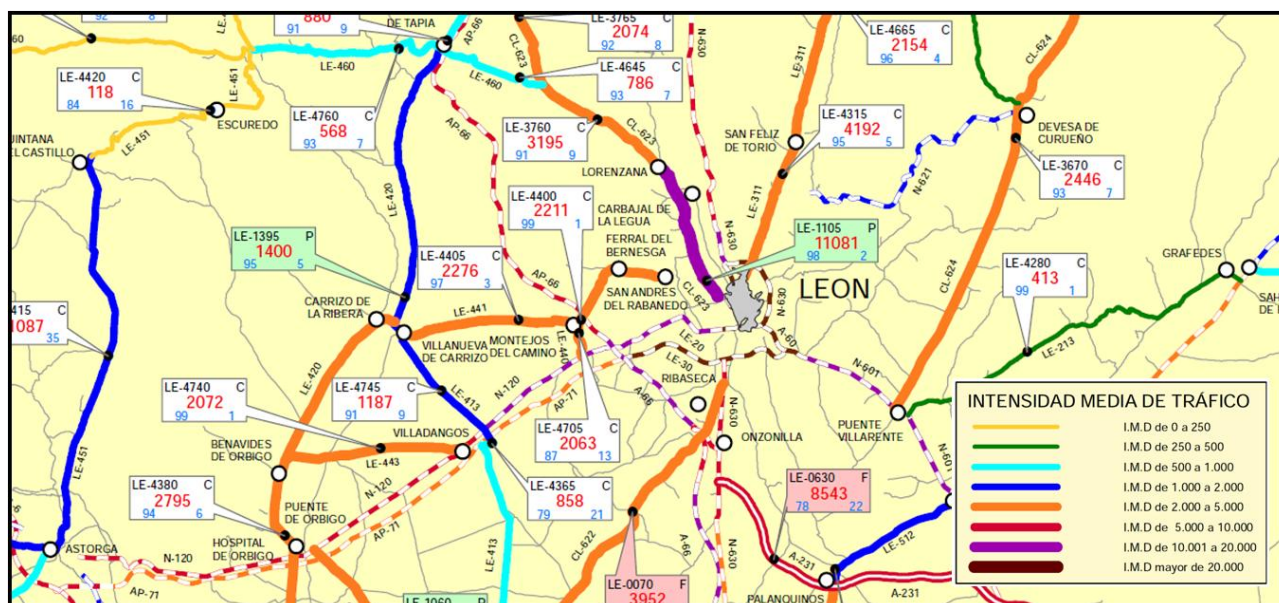 92 8
880
91 9
DE TAPIA
AP-66
LE-3765 C
2074
92 8
CL-623
N-630
LE-311
LE-4665 C
2154
96 4
CL-624
LE-460
LE-460
LE-4645 C
786
93 7
LE-4420 C
118
84 16
LE-451
ESCUREDO
LE-4760 C
568
93 7
AP-66
LE-3760 C
3195
91 9
CL-623
SAN FELIZ
DE TORIO
LE-4315 C
4192
95 5
DEVESA DE
CURUEÑO
LE-451
LORENZANA
N-621
LE-3670 C
2446
93 7
LE-420
LE-4400 C
2211
99 1
CARBAJAL DE
LA LEGUA
LE-311
LE-1395 P
1400
95 5
LE-4405 C
2276
97 3
FERRAL DEL
BERNESGA
N-630
LE-1105 P
11081
98 2
GRAFEDES
LE-4280 C
413
99 1
AP-66
SAN ANDRES
DEL RABANEDO
CL-623
LEON
N-630
CL-624
CARRIZO DE
LA RIBERA
LE-441
1087
35
VILLANUEVA
DE CARRIZO
MONTEJOS
DEL CAMINO
LE-440
LE-20
A-60
LE-213
LE-420
LE-30
N-601
LE-4740 C
2072
99 1
LE-4745 C
1187
91 9
LE-413
N-120
AP-71
RIBASECA
A-66
N-630
LE-4705 C
2063
87 13
VILLADANGOS
BENAVIDES
DE ORBIGO
LE-443
ONZONILLA
PUENTE
VILLARENTE
N-601
LE-451
LE-4380 C
2795
94 6
N-120
AP-71
LE-4365 C
858
79 21
LE-0630 F
8543
78 22
PUENTE
DE ORBIGO
HOSPITAL
DE ORBIGO
ASTORGA
N-120
AP-71
LE-413
CL-622
A-66
N-630
A-231
LE-512
LE-0070 F
3952
PALANQUINOS
A-231
INTENSIDAD MEDIA DE TRÁFICO
I.M.D de 0 a 250
I.M.D de 250 a 500
I.M.D de 500 a 1.000
I.M.D de 1.000 a 2.000
I.M.D de 2.000 a 5.000
I.M.D de 5.000 a 10.000
I.M.D de 10.001 a 20.000
I.M.D mayor de 20.000